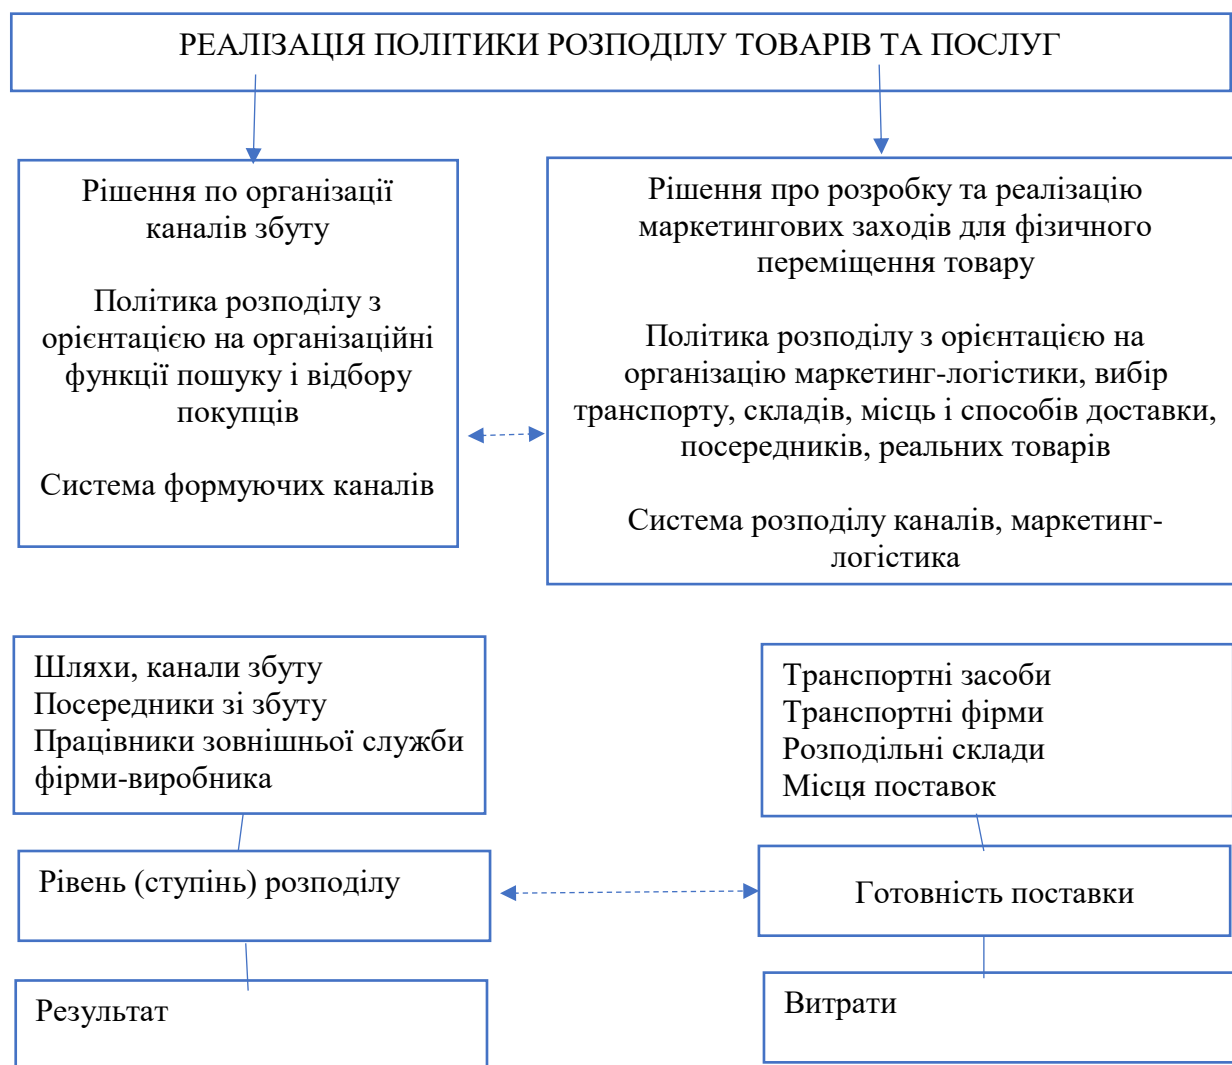 РЕАЛІЗАЦІЯ ПОЛІТИКИ РОЗПОДІЛУ ТОВАРІВ ТА ПОСЛУГ
Рішення по організації
каналів збуту
Політика розподілу з
орієнтацією на організаційні
функції пошуку і відбору
покупців
Система формуючих каналів
Рішення про розробку та реалізацію
маркетингових заходів для фізичного
переміщення товару
Політика розподілу з орієнтацією на
організацію маркетинг-логістики, вибір
транспорту, складів, місць і способів доставки,
посередників, реальних товарів
Система розподілу каналів, маркетинг-
логістика
Шляхи, канали збуту
Посередники зі збуту
Працівники зовнішньої служби
фірми-виробника
Транспортні засоби
Транспортні фірми
Розподільні склади
Місця поставок
Рівень (ступінь) розподілу
Готовність поставки
Результат
Витрати